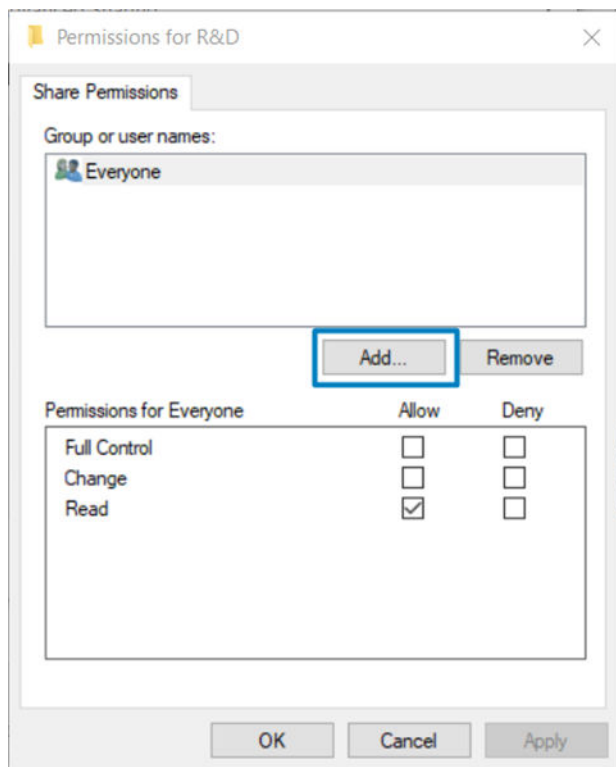 Permissions for R&D
Share Permissions
Group or user names:
Everyone
Add... Remove
Permissions for Everyone Allow Deny
Full Control
Change
Read
OK Cancel Apply